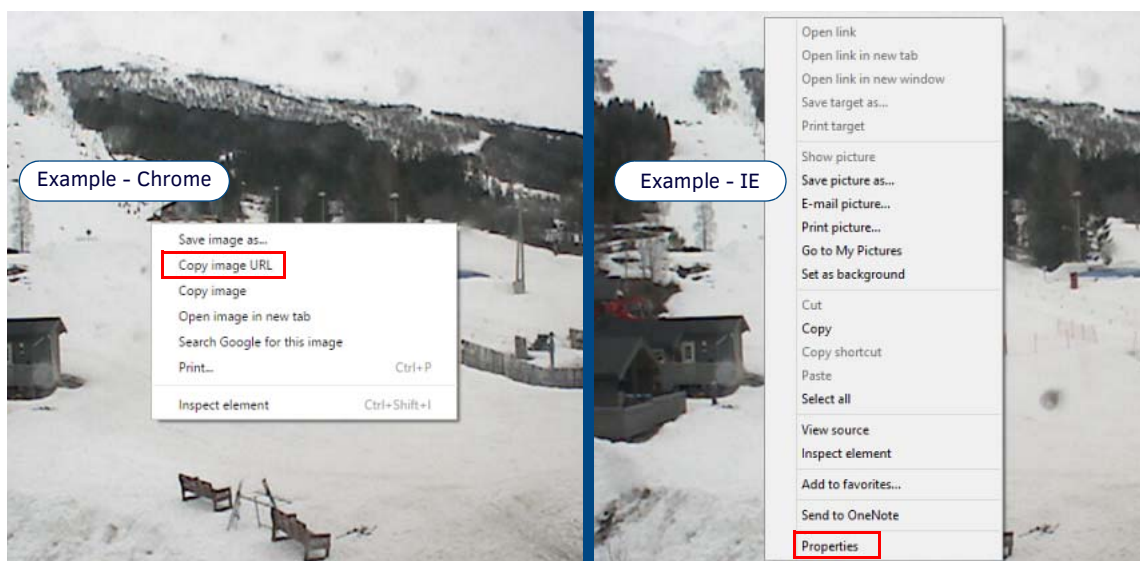 Example - Chrome
Save image as...
Copy image URL
Copy image
Open image in new tab
Search Google for this image
Print... Ctrl+P
Inspect element Ctrl+Shift+I
Example - IE
Open link
Open link in new tab
Open link in new window
Save target as...
Print target
Show picture
Save picture as...
E-mail picture...
Print picture...
Go to My Pictures
Set as background
Cut
Copy
Copy shortcut
Paste
Select all
View source
Inspect element
Add to favorites...
Send to OneNote
Properties